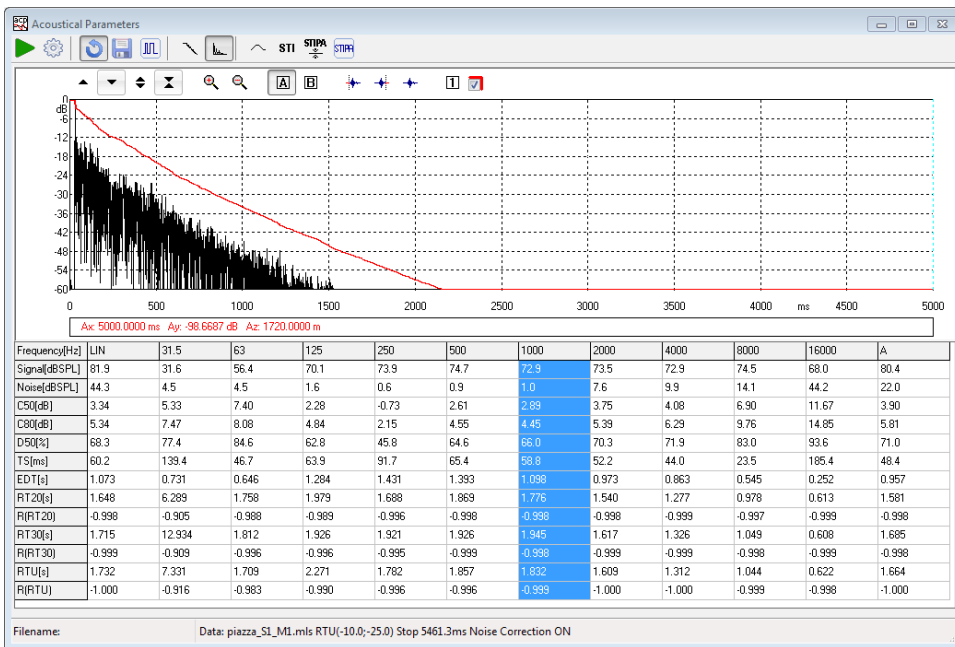 acp Acoustical Parameters
STI STIPA STIPA
A B 1
0
dB
-6
-12
-18
-24
-30
-36
-42
-48
-54
-60
0 500 1000 1500 2000 2500 3000 3500 4000 ms 4500 5000
Ax: 5000.0000 ms Ay: -98.6687 dB Az: 1720.0000 m
Frequency[Hz] LIN 31.5 63 125 250 500 1000 2000 4000 8000 16000 A
Signal[dBSPL] 81.9 31.6 56.4 70.1 73.9 74.7 72.9 73.5 72.9 74.5 68.0 80.4
Noise[dBSPL] 44.3 4.5 4.5 1.6 0.6 0.9 1.0 7.6 9.9 14.1 44.2 22.0
C50[dB] 3.34 5.33 7.40 2.28 -0.73 2.61 2.89 3.75 4.08 6.90 11.67 3.90
C80[dB] 5.34 7.47 8.08 4.84 2.15 4.55 4.45 5.39 6.29 9.76 14.85 5.81
D50[%] 68.3 77.4 84.6 62.8 45.8 64.6 66.0 70.3 71.9 83.0 93.6 71.0
TS[ms] 60.2 139.4 46.7 63.9 91.7 65.4 58.8 52.2 44.0 23.5 185.4 48.4
EDT[s] 1.073 0.731 0.646 1.284 1.431 1.393 1.098 0.973 0.863 0.545 0.252 0.957
RT20[s] 1.648 6.289 1.758 1.979 1.688 1.869 1.776 1.540 1.277 0.978 0.613 1.581
R(RT20) -0.998 -0.905 -0.988 -0.989 -0.996 -0.998 -0.998 -0.998 -0.999 -0.997 -0.999 -0.998
RT30[s] 1.715 12.934 1.812 1.926 1.921 1.926 1.945 1.617 1.326 1.049 0.608 1.685
R(RT30) -0.999 -0.909 -0.996 -0.996 -0.995 -0.999 -0.998 -0.999 -0.999 -0.998 -0.999 -0.998
RTU[s] 1.732 7.331 1.709 2.271 1.782 1.857 1.832 1.609 1.312 1.044 0.622 1.664
R(RTU) -1.000 -0.916 -0.983 -0.990 -0.996 -0.996 -0.999 -1.000 -1.000 -0.999 -0.998 -1.000
Filename: Data: piazza_S1_M1.mls RTU(-10.0;-25.0) Stop 5461.3ms Noise Correction ON